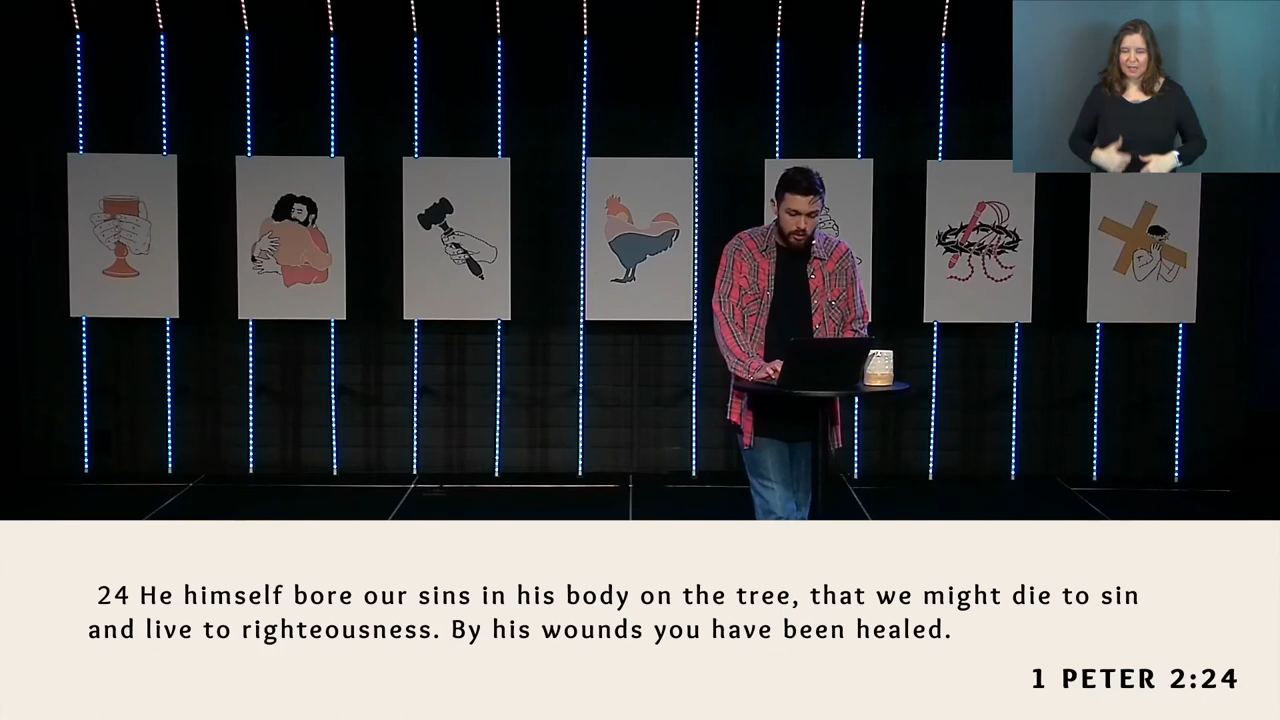 24 He himself bore our sins in his body on the tree, that we might die to sin
and live to righteousness. By his wounds you have been healed.
1 PETER 2:24